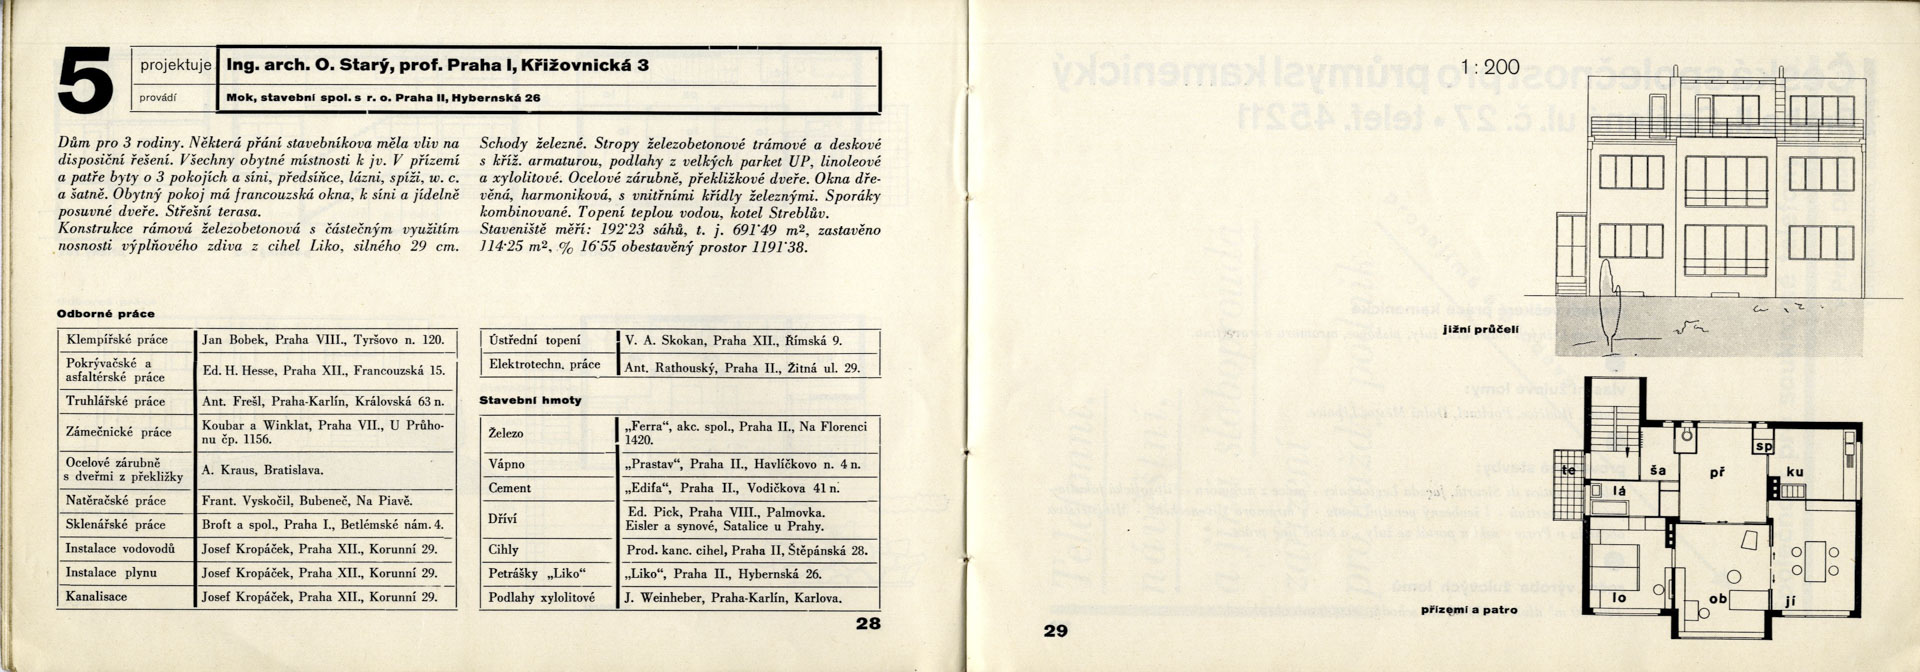 5
projektuje
Ing. arch. O. Starý, prof. Praha I, Křižovnická 3
provádí
Mok, stavební spol. s r. o. Praha II, Hybernská 26
Dům pro 3 rodiny. Některá přání stavebníkova měla vliv na
disposiční řešení. Všechny obytné místnosti k jv. V přízemí
a patře byty o 3 pokojích a síni, předsíňce, lázni, spíži, w. c.
a šatně. Obytný pokoj má francouzská okna, k síni a jídelně
posuvné dveře. Střešní terasa.
Konstrukce rámová železobetonová s částečným využitím
nosnosti výplňového zdiva z cihel Liko, silného 29 cm.
Schody železné. Stropy železobetonové trámové a deskové
s kříž. armaturou, podlahy z velkých parket UP, linoleové
a xylolitové. Ocelové zárubně, překližkové dveře. Okna dře-
věná, harmoniková, s vnitřními křídly železnými. Sporáky
kombinované. Topení teplou vodou, kotel Streblův.
Staveniště měří: 192˙23 sáhů, t. j. 691˙49 m², zastavěno
114·25 m², % 16˙55 obestavěný prostor 1191˙38.
Odborné práce
Klempířské práce
Jan Bobek, Praha VIII., Tyršovo n. 120.
Pokrývačské a
asfaltérské práce
Ed. H. Hesse, Praha XII., Francouzská 15.
Truhlářské práce
Ant. Frešl, Praha-Karlín, Královská 63 n.
Zámečnické práce
Koubar a Winklat, Praha VII., U Průho-
nu čp. 1156.
Ocelové zárubně
s dveřmi z překližky
A. Kraus, Bratislava.
Natěračské práce
Frant. Vyskočil, Bubeneč, Na Piavě.
Sklenářské práce
Broft a spol., Praha I., Betlémské nám. 4.
Instalace vodovodů
Josef Kropáček, Praha XII., Korunní 29.
Instalace plynu
Josef Kropáček, Praha XII., Korunní 29.
Kanalisace
Josef Kropáček, Praha XII., Korunní 29.
Ústřední topení
V. A. Skokan, Praha XII., Římská 9.
Elektrotechn. práce
Ant. Rathouský, Praha II., Žitná ul. 29.
Stavební hmoty
Železo
„Ferra“, akc. spol., Praha II., Na Florenci
1420.
Vápno
„Prastav“, Praha II., Havlíčkovo n. 4 n.
Cement
„Edifa“, Praha II., Vodičkova 41 n.
Dříví
Ed. Pick, Praha VIII., Palmovka.
Eisler a synové, Satalice u Prahy.
Cihly
Prod. kanc. cihel, Praha II, Štěpánská 28.
Petrášky „Liko“
„Liko“, Praha II., Hybernská 26.
Podlahy xylolitové
J. Weinheber, Praha-Karlín, Karlova.
28
1 : 200
jižní průčelí
te
ša
př
sp
ku
lá
lo
ob
jí
přízemí a patro
29